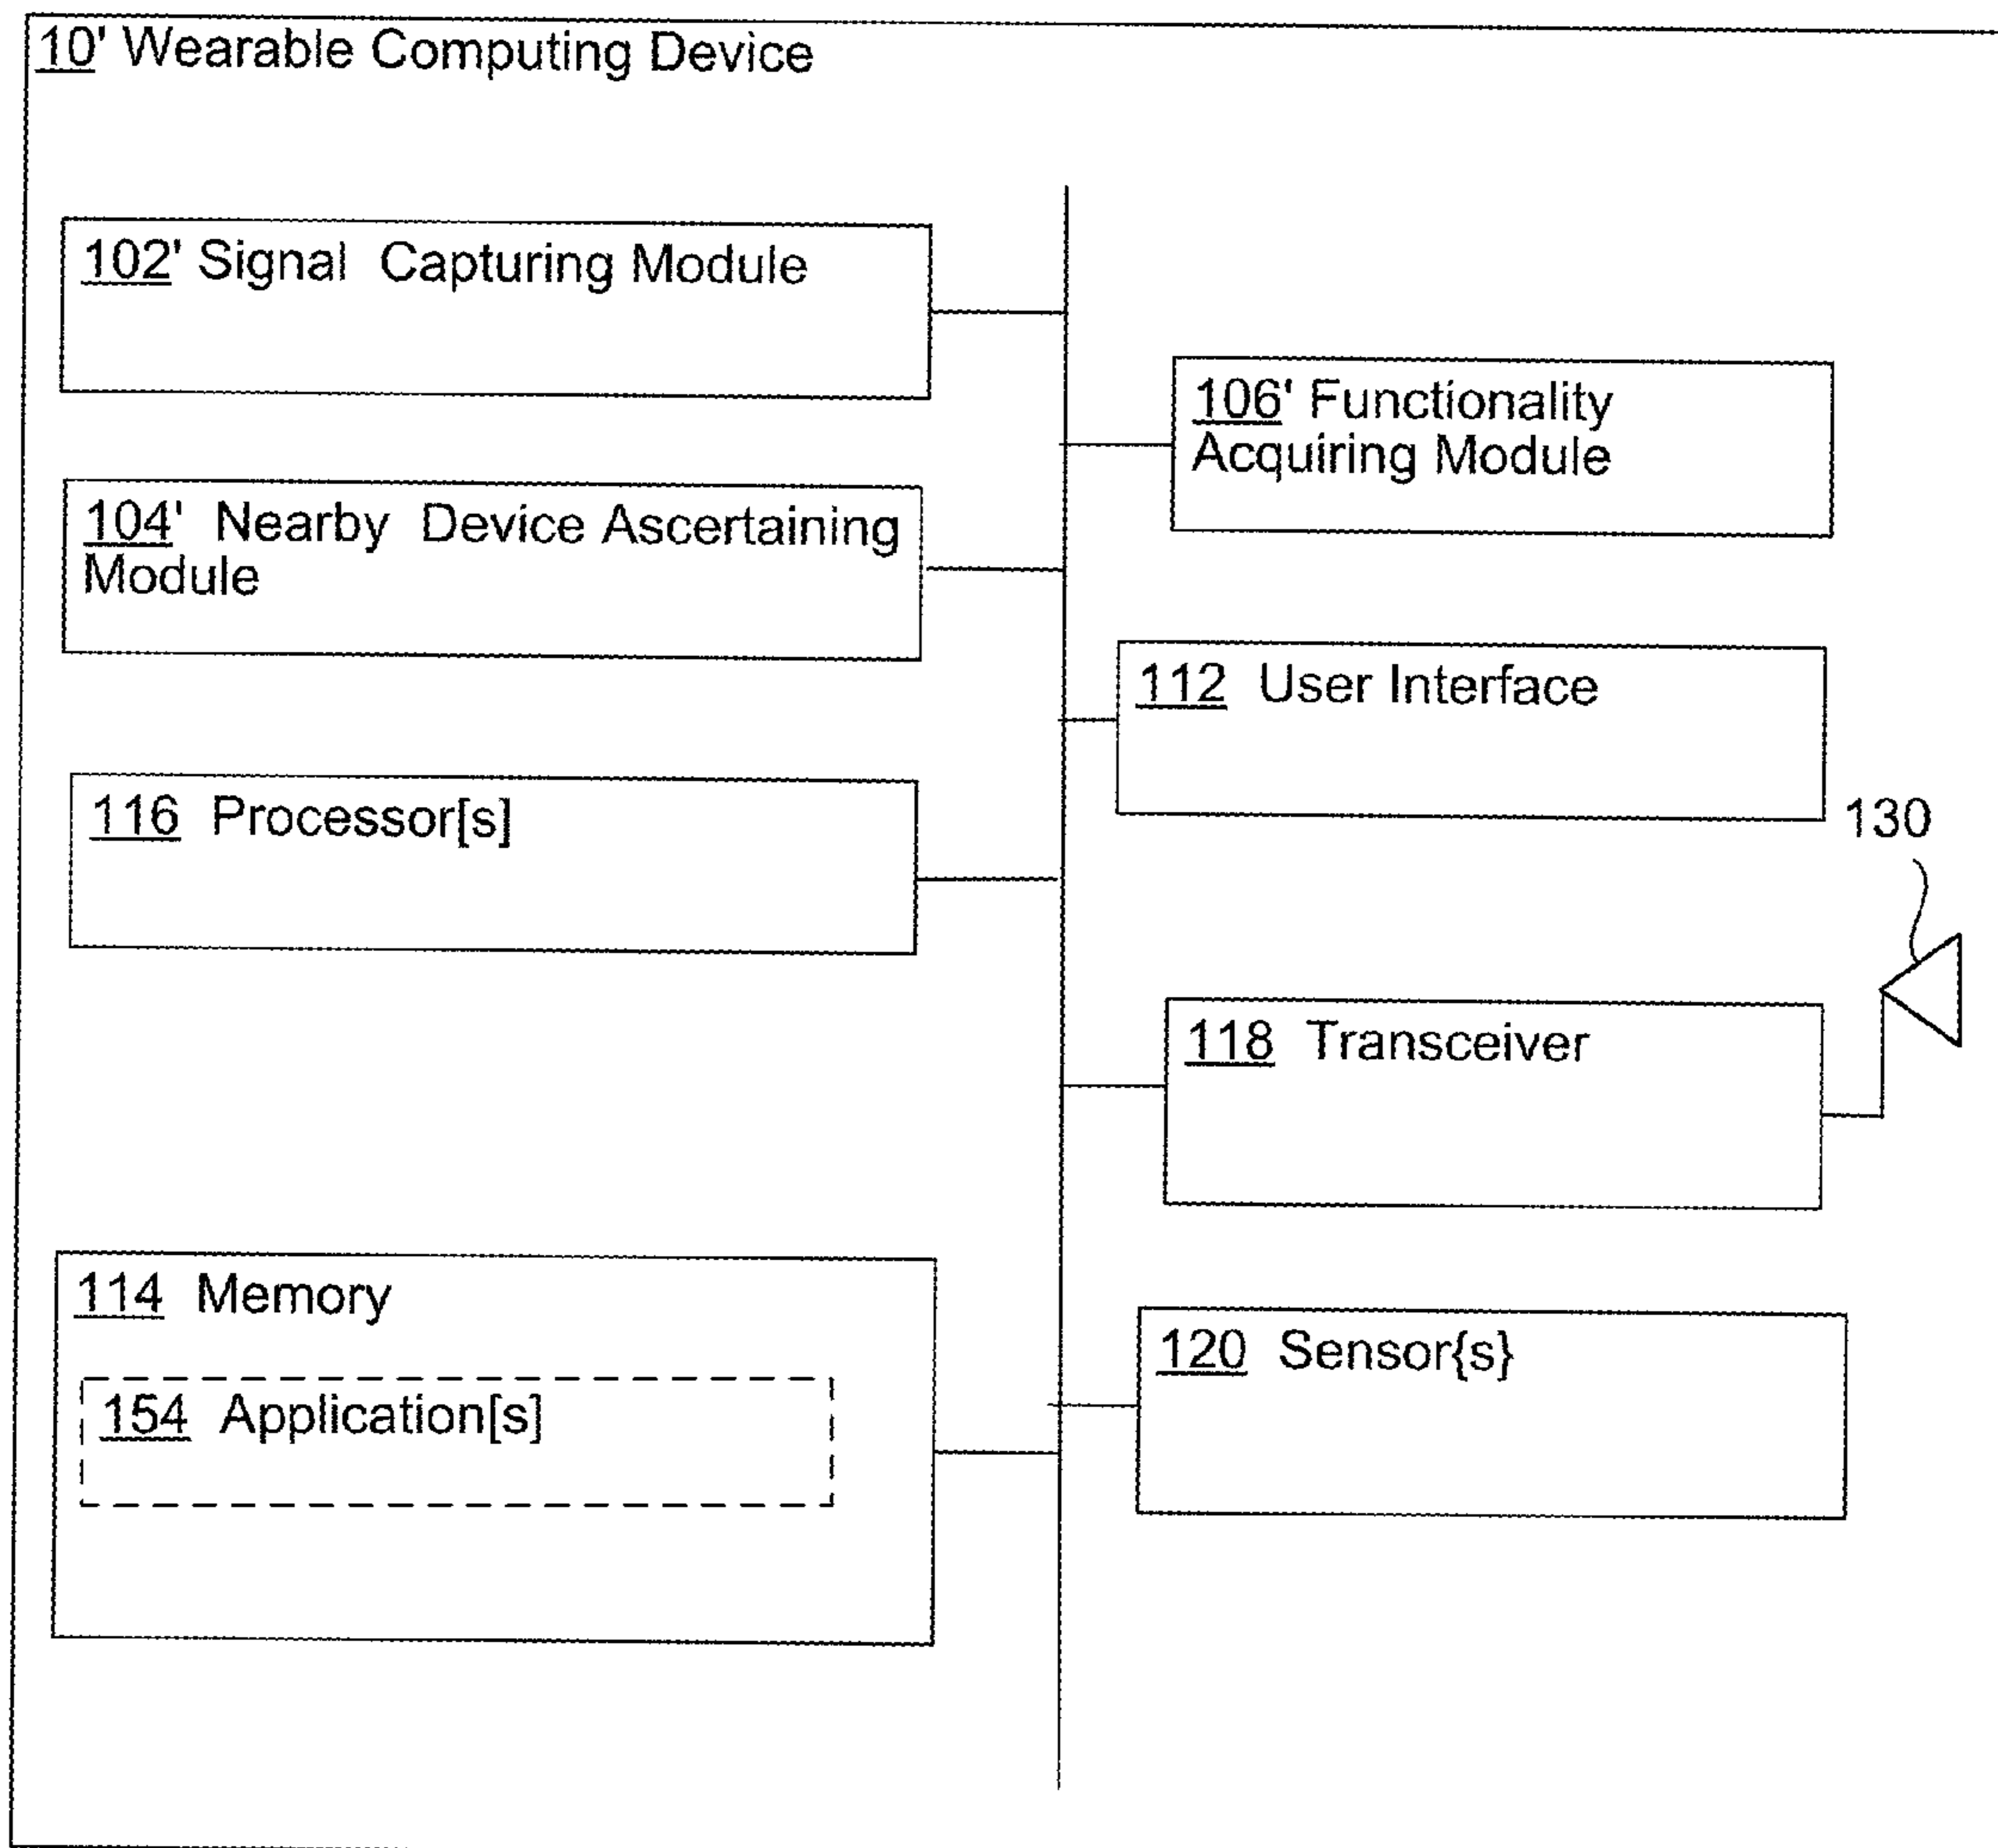 10' Wearable Computing Device
102' Signal Capturing Module
106' Functionality
Acquiring Module
104' Nearby Device Ascertaining
Module
112 User Interface
116 Processor[s]
130
118 Transceiver
114 Memory
120 Sensor{s}
154 Application[s]